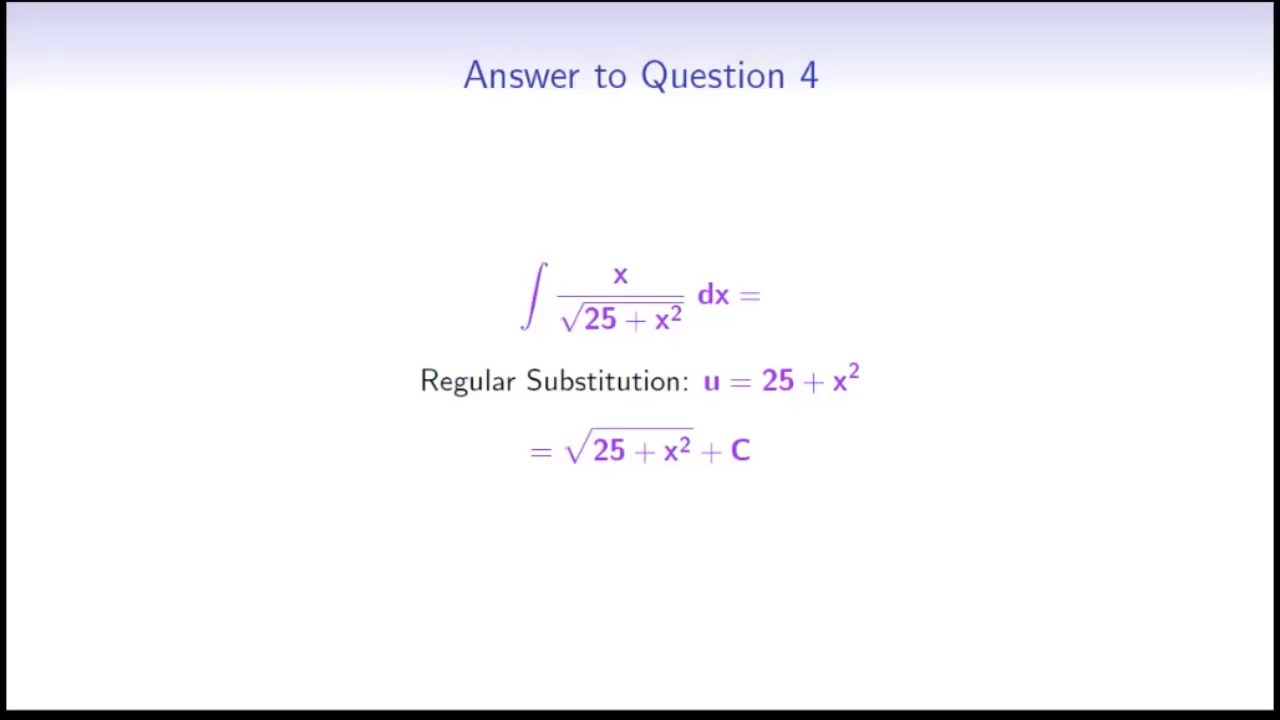 Answer to Question 4
∫ x / √(25 + x²) dx =
Regular Substitution: u = 25 + x²
= √(25 + x²) + C